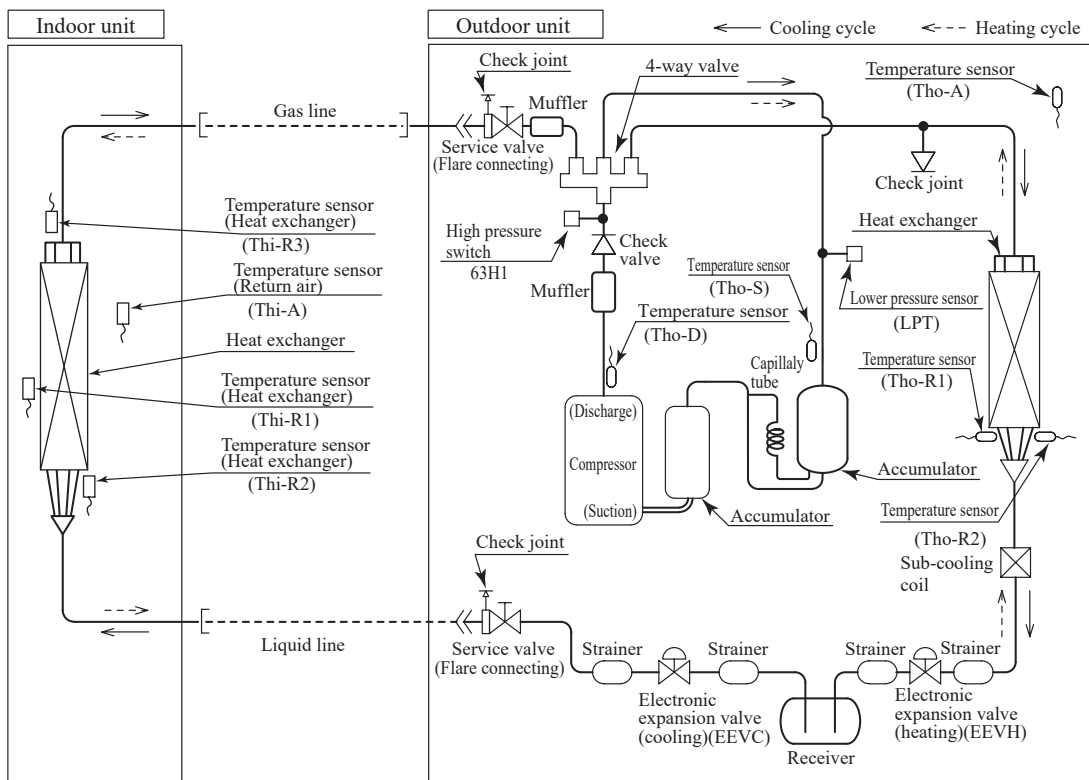 Indoor unit
Outdoor unit
Cooling cycle
Heating cycle
Check joint
4-way valve
Temperature sensor
(Tho-A)
Gas line
Muffler
Service valve
(Flare connecting)
Check joint
Temperature sensor
(Heat exchanger)
(Thi-R3)
High pressure
switch
63H1
Check
valve
Heat exchanger
Temperature sensor
(Return air)
(Thi-A)
Muffler
Temperature sensor
(Tho-S)
Lower pressure sensor
(LPT)
Temperature sensor
(Tho-D)
Heat exchanger
Capillaly
tube
Temperature sensor
(Tho-R1)
Temperature sensor
(Heat exchanger)
(Thi-R1)
(Discharge)
Compressor
(Suction)
Temperature sensor
(Heat exchanger)
(Thi-R2)
Accumulator
Accumulator
Temperature sensor
(Tho-R2)
Check joint
Sub-cooling
coil
Liquid line
Service valve
(Flare connecting)
Strainer
Strainer
Strainer
Strainer
Electronic
expansion valve
(cooling)(EEVC)
Electronic
expansion valve
(heating)(EEVH)
Receiver